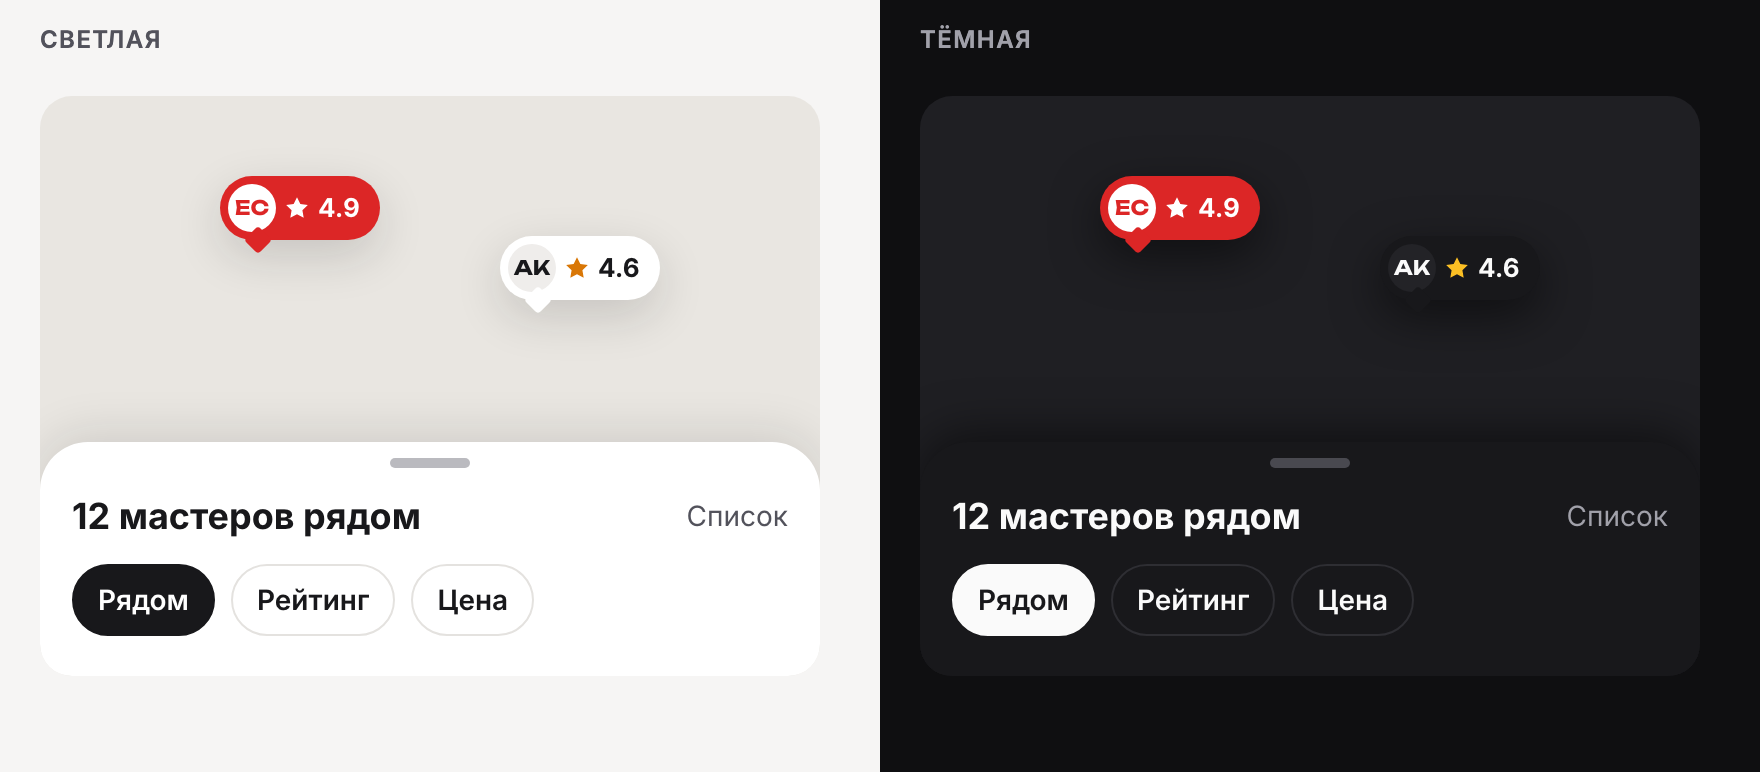 СВЕТЛАЯ
ЕС ★ 4.9
АК ★ 4.6
12 мастеров рядом
Список
Рядом
Рейтинг
Цена
ТЁМНАЯ
ЕС ★ 4.9
АК ★ 4.6
12 мастеров рядом
Список
Рядом
Рейтинг
Цена